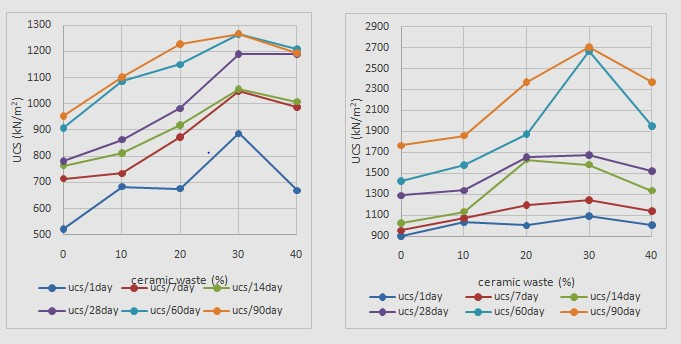 1300
1200
1100
1000
900
800
700
600
500
UCS (kN/m²)
0 10 20 30 40
ceramic waste (%)
ucs/1day ucs/7day ucs/14day
ucs/28day ucs/60day ucs/90day
2900
2700
2500
2300
2100
1900
1700
1500
1300
1100
900
UCS (kN/m²)
0 10 20 30 40
ceramic waste (%)
ucs/1day ucs/7day ucs/14day
ucs/28day ucs/60day ucs/90day